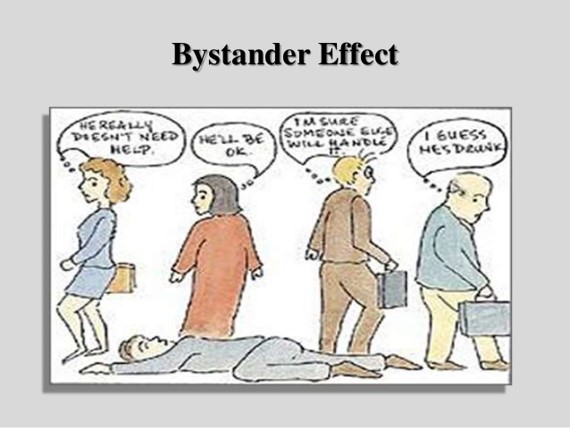 Bystander Effect
HE REALLY
DOESN'T NEED
HELP.
HE'LL BE
OK.
I'M SURE
SOMEONE ELSE
WILL HANDLE
IT.
I GUESS
HE'S DRUNK